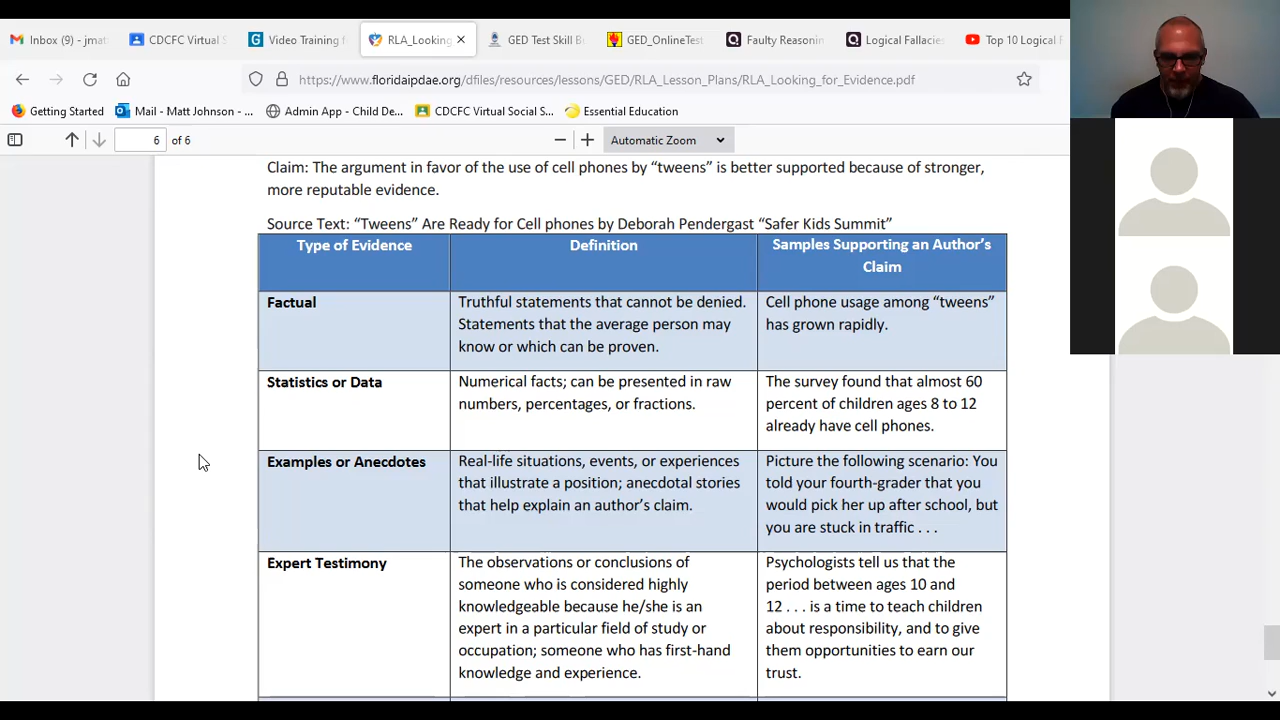 Inbox (9) - jmat
CDCFC Virtual S
Video Training fo
RLA_Looking
GED Test Skill Bu
GED_OnlineTest
Faulty Reasonin
Logical Fallacies
Top 10 Logical F
https://www.floridaipdae.org/dfiles/resources/lessons/GED/RLA_Lesson_Plans/RLA_Looking_for_Evidence.pdf
Getting Started
Mail - Matt Johnson - ...
Admin App - Child De...
CDCFC Virtual Social S...
Essential Education
6 of 6
Automatic Zoom
Claim: The argument in favor of the use of cell phones by “tweens” is better supported because of stronger,
more reputable evidence.
Source Text: “Tweens” Are Ready for Cell phones by Deborah Pendergast “Safer Kids Summit”
Type of Evidence
Definition
Samples Supporting an Author’s
Claim
Factual
Truthful statements that cannot be denied.
Statements that the average person may
know or which can be proven.
Cell phone usage among “tweens”
has grown rapidly.
Statistics or Data
Numerical facts; can be presented in raw
numbers, percentages, or fractions.
The survey found that almost 60
percent of children ages 8 to 12
already have cell phones.
Examples or Anecdotes
Real-life situations, events, or experiences
that illustrate a position; anecdotal stories
that help explain an author’s claim.
Picture the following scenario: You
told your fourth-grader that you
would pick her up after school, but
you are stuck in traffic . . .
Expert Testimony
The observations or conclusions of
someone who is considered highly
knowledgeable because he/she is an
expert in a particular field of study or
occupation; someone who has first-hand
knowledge and experience.
Psychologists tell us that the
period between ages 10 and
12 . . . is a time to teach children
about responsibility, and to give
them opportunities to earn our
trust.